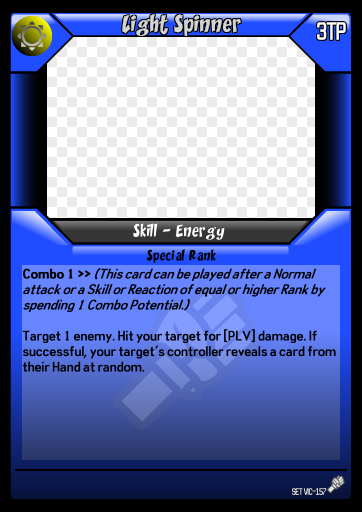 Light Spinner
3TP
Skill - Energy
Special Rank
Combo 1 >> (This card can be played after a Normal
attack or a Skill or Reaction of equal or higher Rank by
spending 1 Combo Potential.)
Target 1 enemy. Hit your target for [PLV] damage. If
successful, your target's controller reveals a card from
their Hand at random.
SET VIC-157